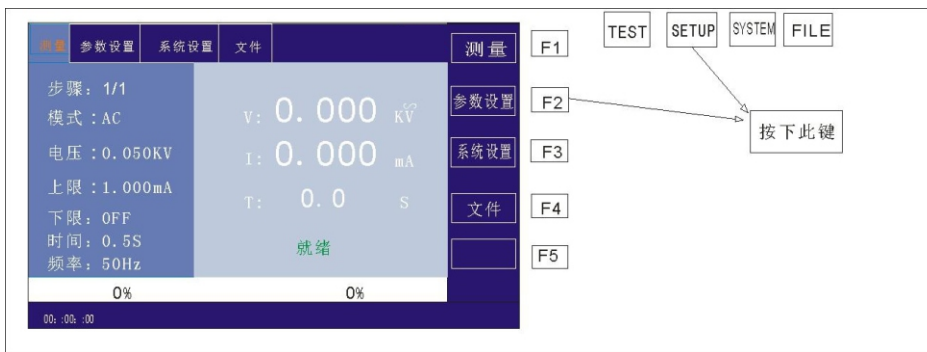 测量 参数设置 系统设置 文件
步骤：1/1
模式：AC
电压：0.050KV
上限：1.000mA
下限：OFF
时间：0.5S
频率：50Hz
V: 0.000 KV
I: 0.000 mA
T: 0.0 S
就绪
0% 0%
00: :00: :00
测量 F1
参数设置 F2
系统设置 F3
文件 F4
F5
TEST SETUP SYSTEM FILE
按下此键